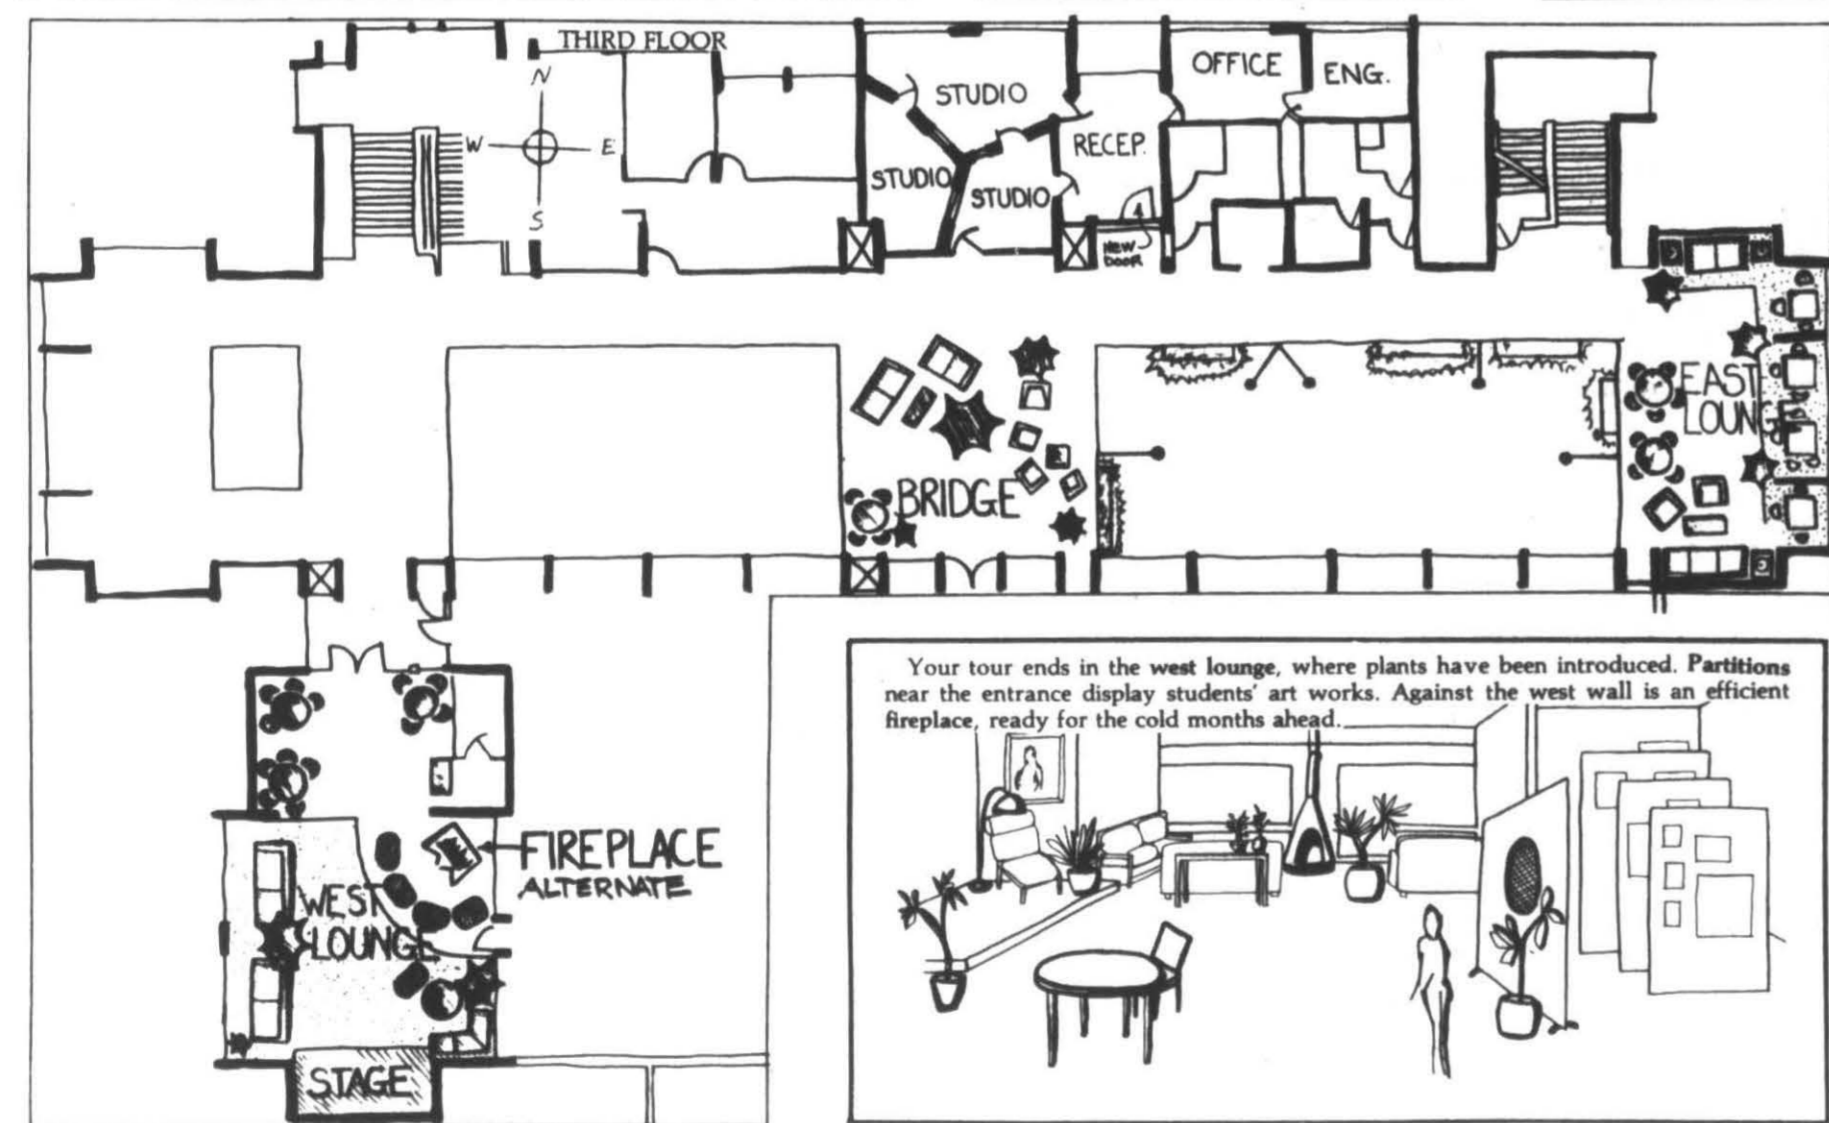 THIRD FLOOR
N
W E
S
STUDIO
STUDIO
STUDIO
RECEP.
OFFICE
ENG.
NEW
DOOR
EAST
LOUNGE
BRIDGE
FIREPLACE
ALTERNATE
WEST
LOUNGE
STAGE
Your tour ends in the west lounge, where plants have been introduced. Partitions
near the entrance display students' art works. Against the west wall is an efficient
fireplace, ready for the cold months ahead.